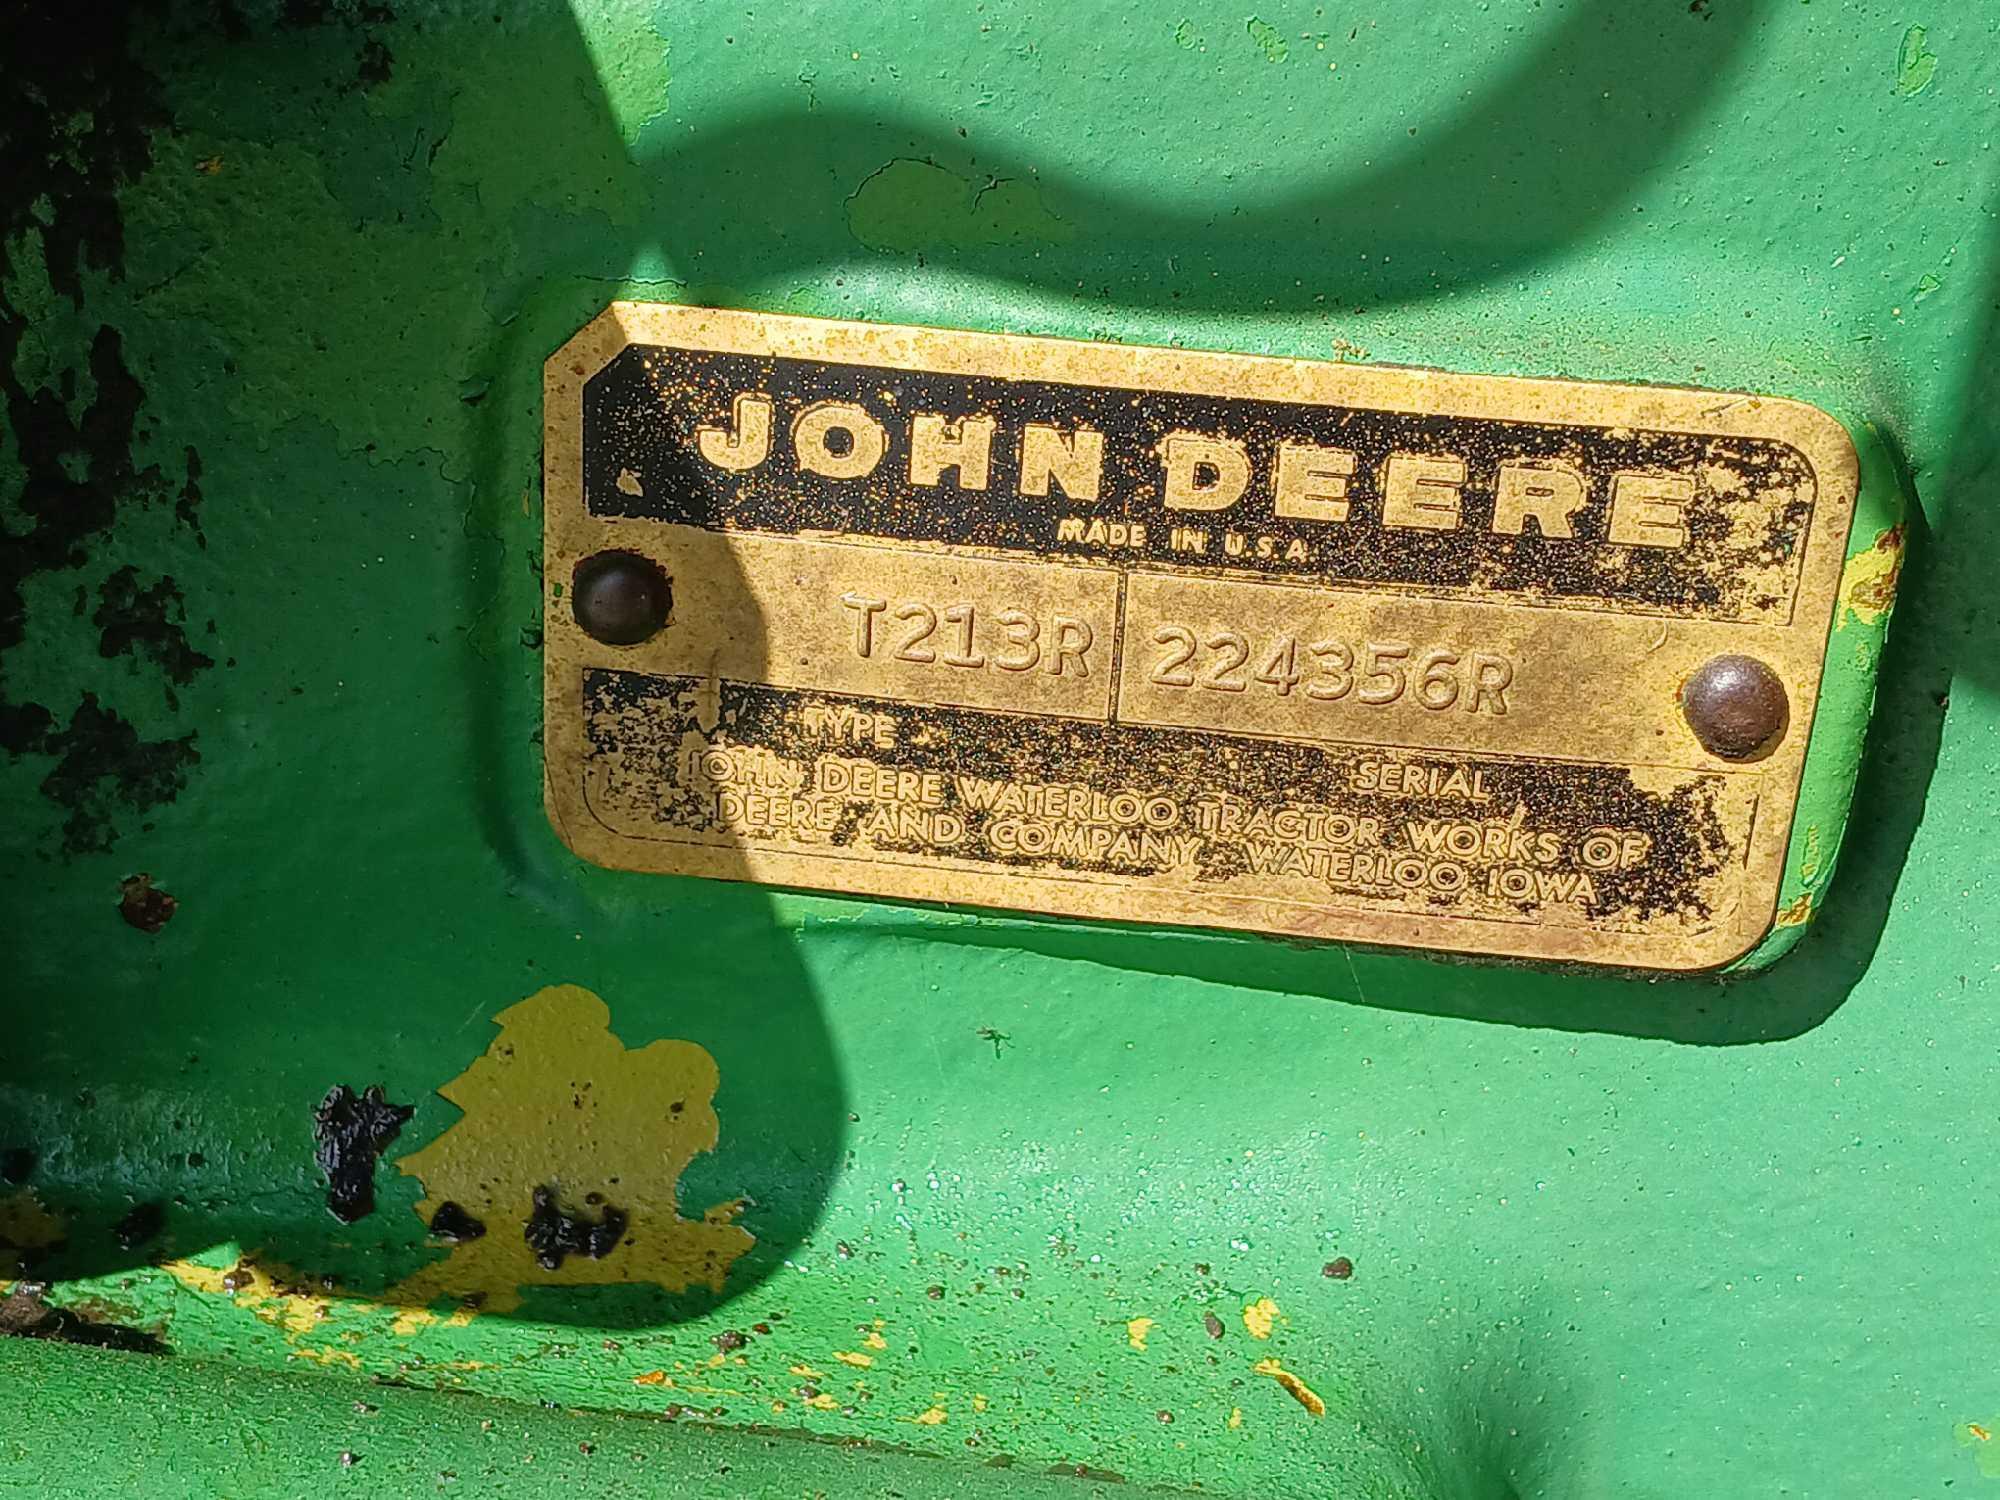 JOHN DEERE
MADE IN U.S.A.
T213R 224356R
TYPE SERIAL
JOHN DEERE WATERLOO TRACTOR WORKS OF
DEERE AND COMPANY WATERLOO IOWA